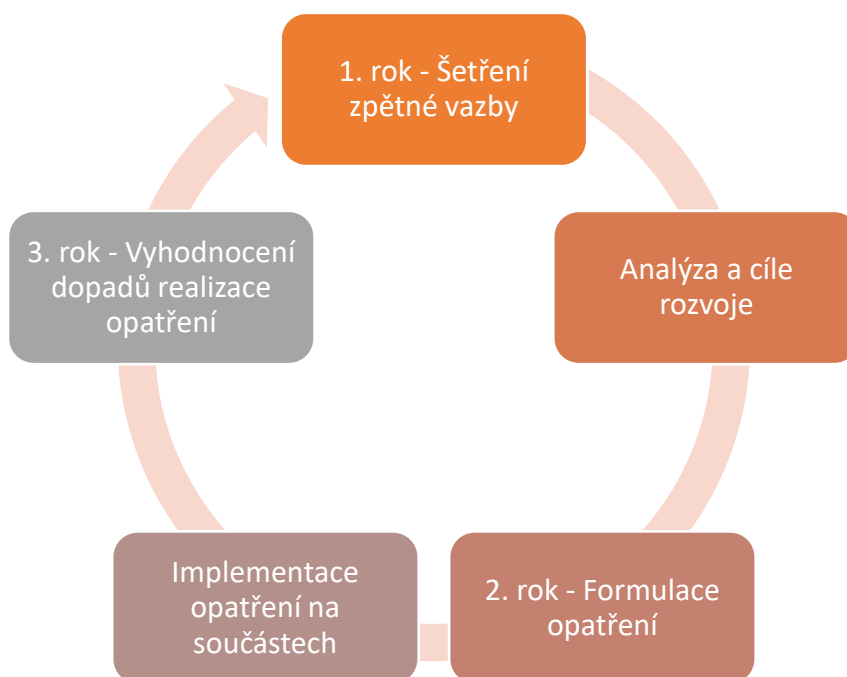 1. rok - Šetření
zpětné vazby
Analýza a cíle
rozvoje
2. rok - Formulace
opatření
Implementace
opatření na
součástech
3. rok - Vyhodnocení
dopadů realizace
opatření